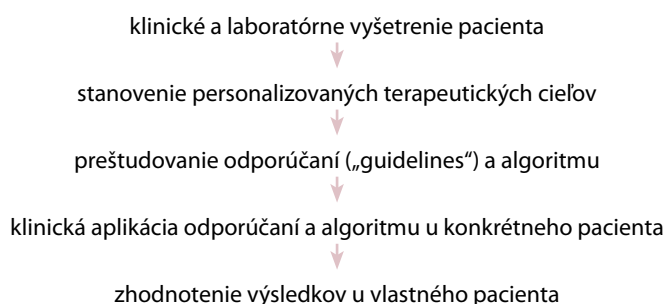 klinické a laboratórne vyšetrenie pacienta
stanovenie personalizovaných terapeutických cieľov
preštudovanie odporúčaní („guidelines“) a algoritmu
klinická aplikácia odporúčaní a algoritmu u konkrétneho pacienta
zhodnotenie výsledkov u vlastného pacienta